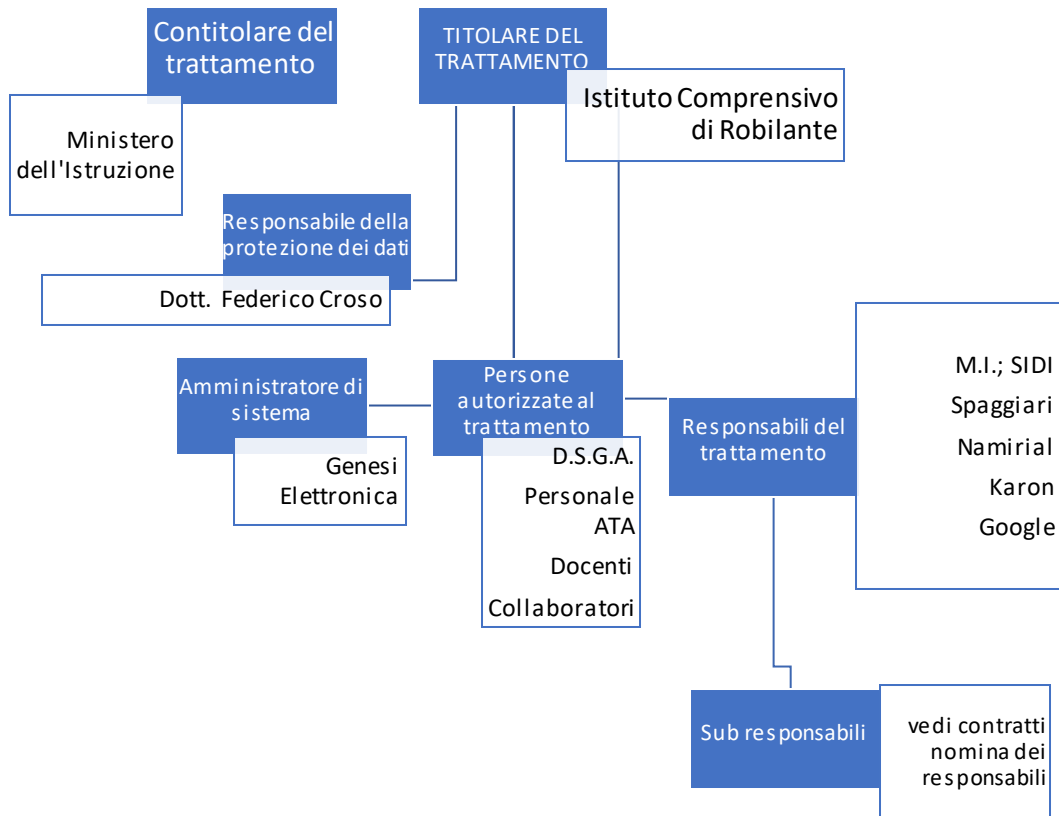 Contitolare del
trattamento
Ministero
dell'Istruzione
TITOLARE DEL
TRATTAMENTO
Istituto Comprensivo
di Robilante
Responsabile della
protezione dei dati
Dott. Federico Croso
Amministratore di
sistema
Genesi
Elettronica
Persone
autorizzate al
trattamento
D.S.G.A.
Personale
ATA
Docenti
Collaboratori
Responsabili del
trattamento
M.I.; SIDI
Spaggiari
Namirial
Karon
Google
Sub responsabili
vedi contratti
nomina dei
responsabili